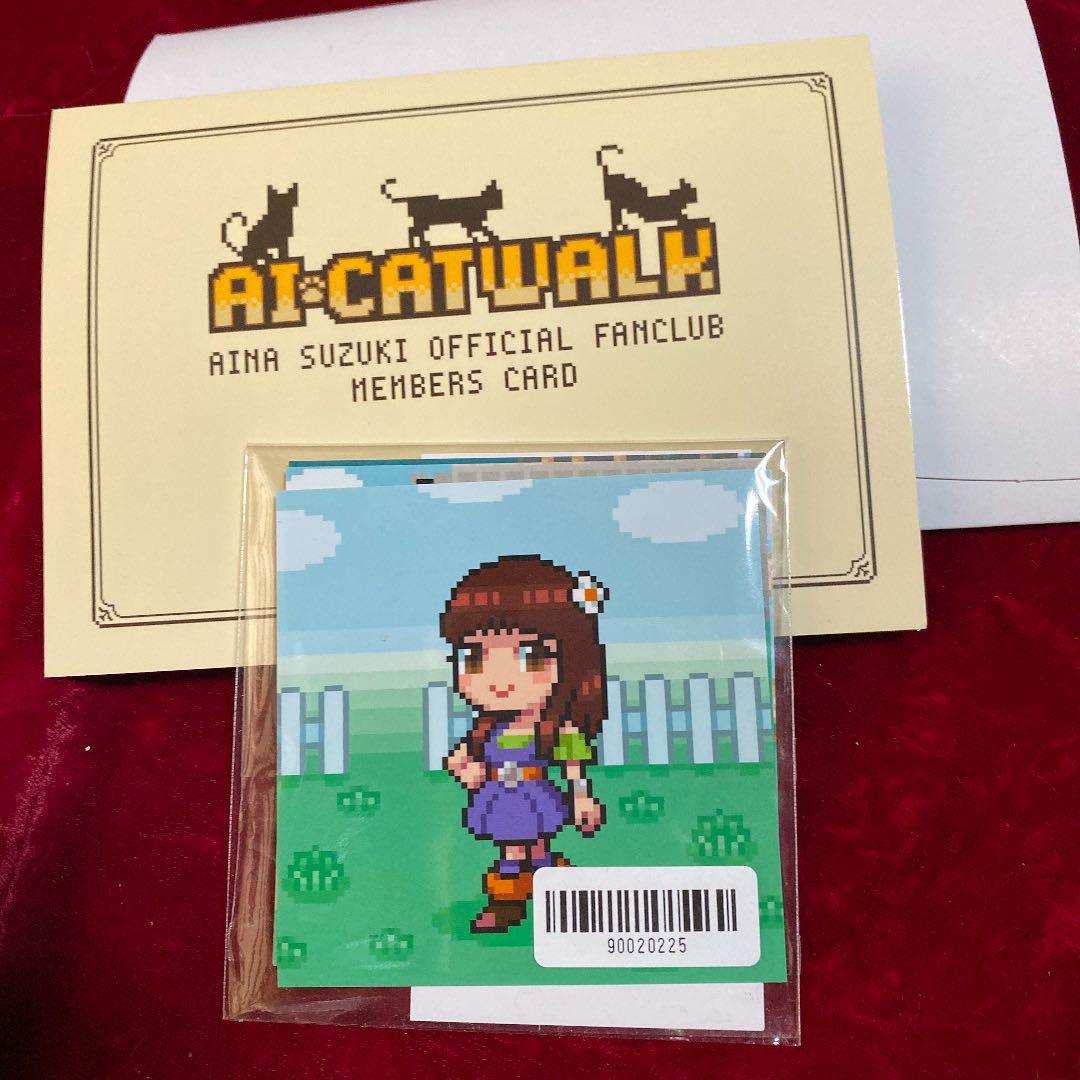 AI CATWALK
AINA SUZUKI OFFICIAL FANCLUB
MEMBERS CARD
90020225